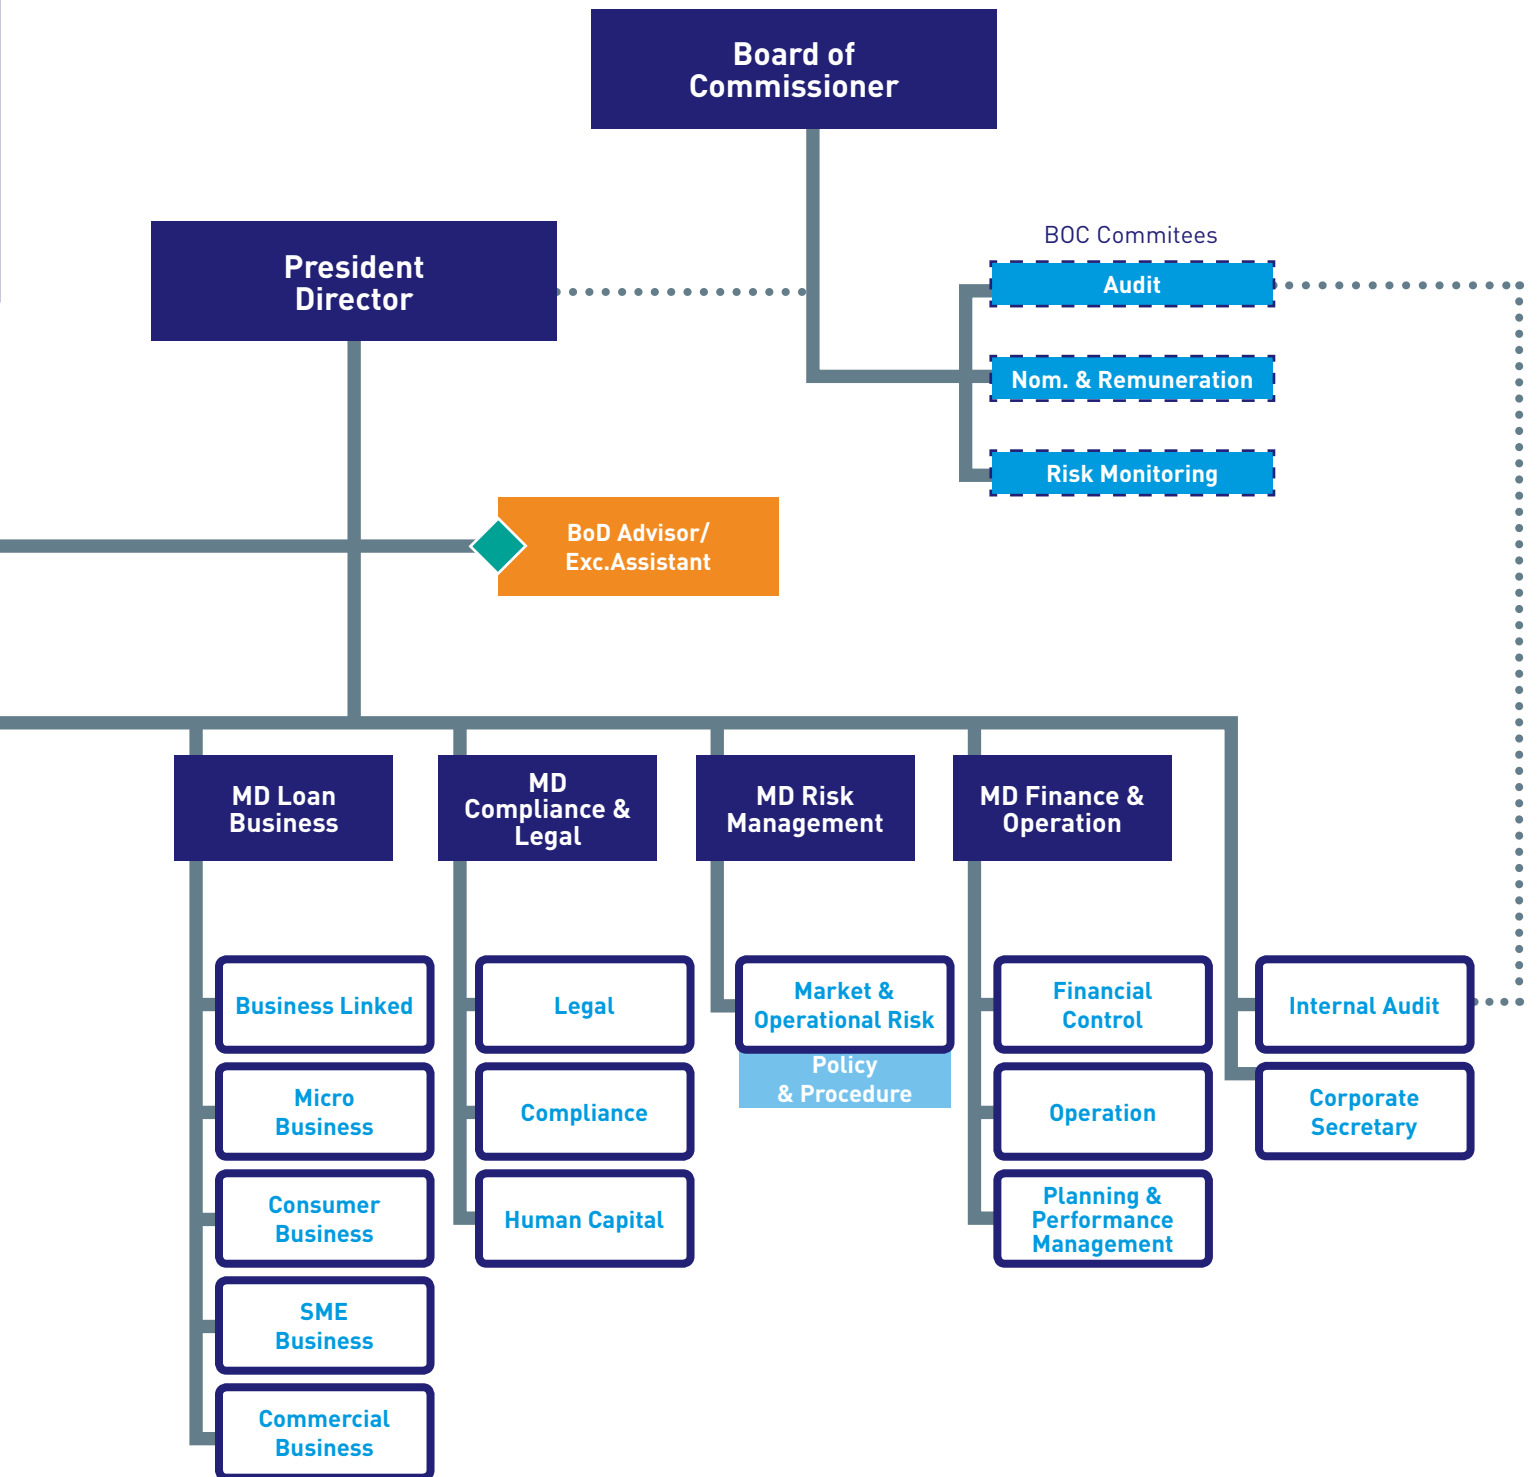 Board of
Commissioner
President
Director
BOC Commitees
Audit
Nom. & Remuneration
Risk Monitoring
BoD Advisor/
Exc.Assistant
MD Loan
Business
MD
Compliance &
Legal
MD Risk
Management
MD Finance &
Operation
Business Linked
Micro
Business
Consumer
Business
SME
Business
Commercial
Business
Legal
Compliance
Human Capital
Market &
Operational Risk
Policy
& Procedure
Financial
Control
Operation
Planning &
Performance
Management
Internal Audit
Corporate
Secretary